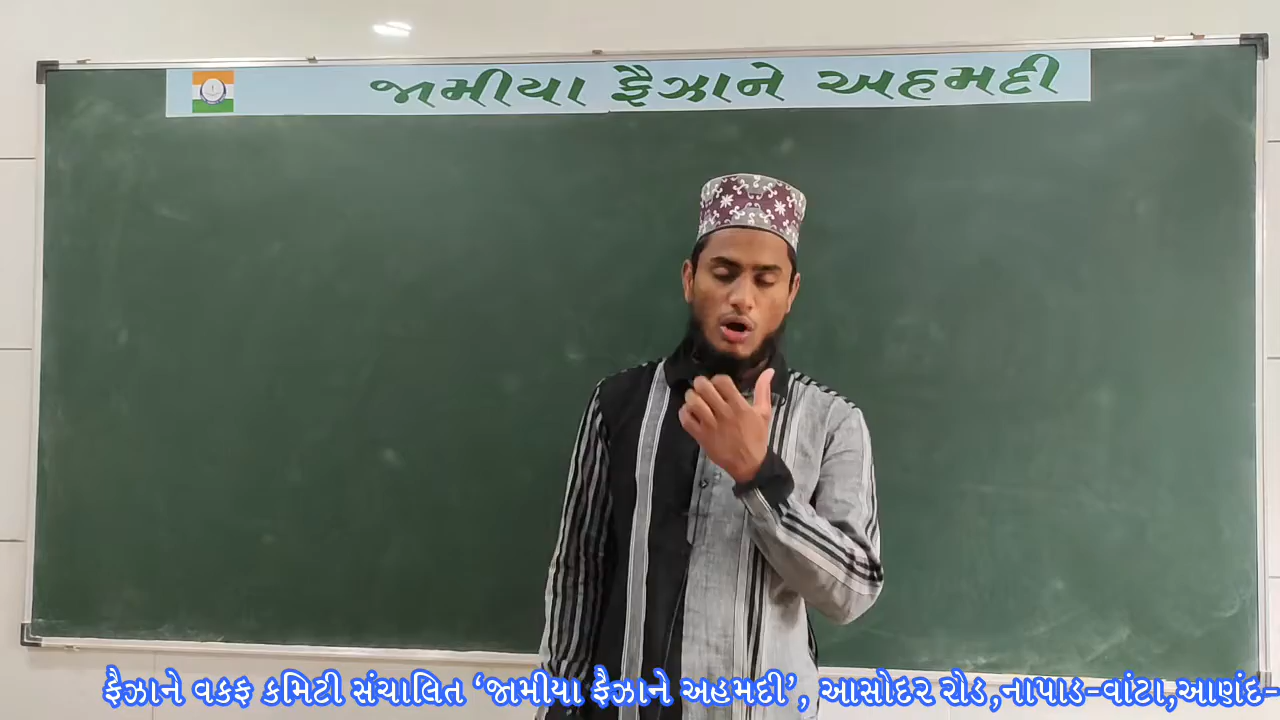 જામીયા ફૈઝાને અહમદી
ફૈઝાને વકફ કમિટી સંચાલિત ‘જામીયા ફૈઝાને અહમદી’, આસોદર રોડ,નાપાડ-વાંટા,આણંદ-